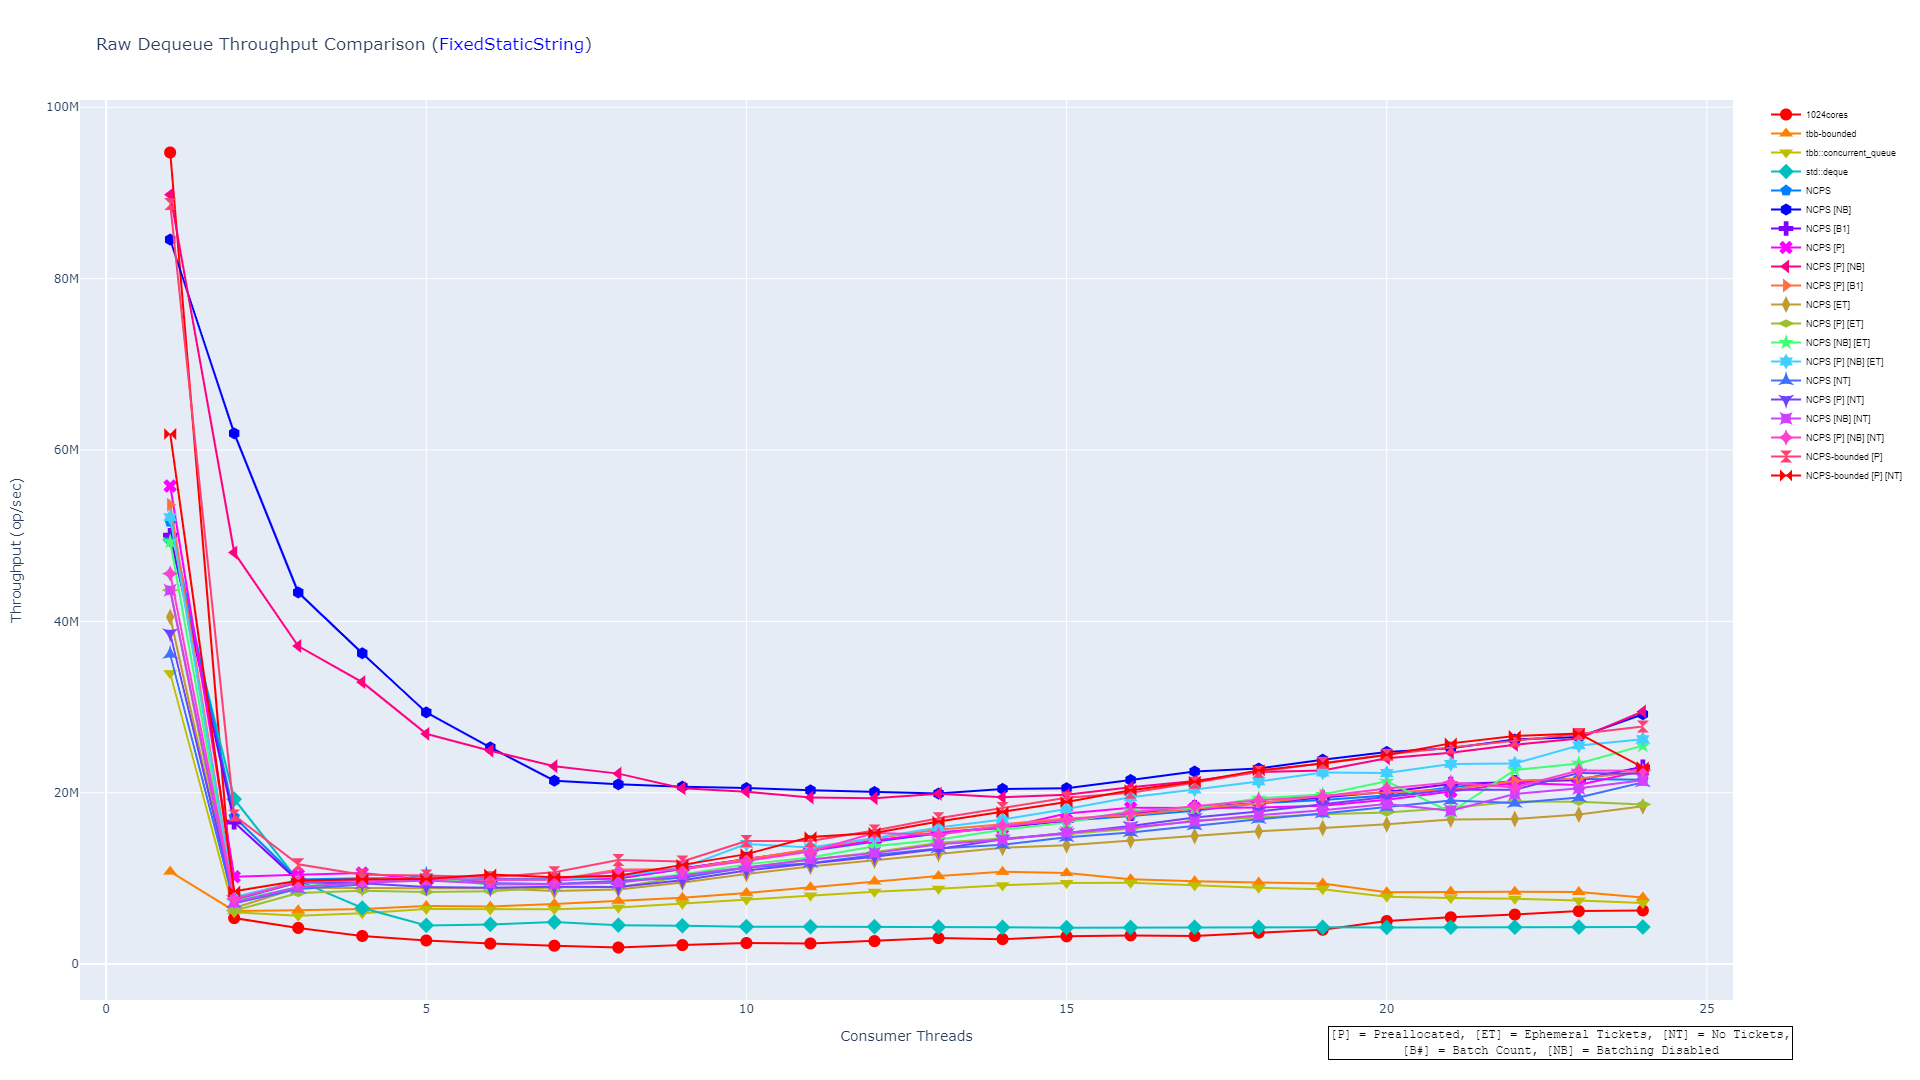 Raw Dequeue Throughput Comparison (FixedStaticString)
100M
80M
60M
40M
20M
0
Throughput (op/sec)
0
5
10
15
20
25
Consumer Threads
1024cores
tbb-bounded
tbb::concurrent_queue
std::deque
NCPS
NCPS [NB]
NCPS [B1]
NCPS [P]
NCPS [P] [NB]
NCPS [P] [B1]
NCPS [ET]
NCPS [P] [ET]
NCPS [NB] [ET]
NCPS [P] [NB] [ET]
NCPS [NT]
NCPS [P] [NT]
NCPS [NB] [NT]
NCPS [P] [NB] [NT]
NCPS-bounded [P]
NCPS-bounded [P] [NT]
[P] = Preallocated, [ET] = Ephemeral Tickets, [NT] = No Tickets,
[B#] = Batch Count, [NB] = Batching Disabled